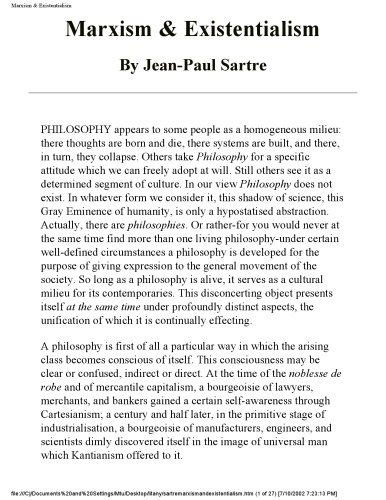 Marxism & Existentialism
Marxism & Existentialism
By Jean-Paul Sartre
PHILOSOPHY appears to some people as a homogeneous milieu:
there thoughts are born and die, there systems are built, and there,
in turn, they collapse. Others take Philosophy for a specific
attitude which we can freely adopt at will. Still others see it as a
determined segment of culture. In our view Philosophy does not
exist. In whatever form we consider it, this shadow of science, this
Gray Eminence of humanity, is only a hypostatised abstraction.
Actually, there are philosophies. Or rather-for you would never at
the same time find more than one living philosophy-under certain
well-defined circumstances a philosophy is developed for the
purpose of giving expression to the general movement of the
society. So long as a philosophy is alive, it serves as a cultural
milieu for its contemporaries. This disconcerting object presents
itself at the same time under profoundly distinct aspects, the
unification of which it is continually effecting.
A philosophy is first of all a particular way in which the arising
class becomes conscious of itself. This consciousness may be
clear or confused, indirect or direct. At the time of the noblesse de
robe and of mercantile capitalism, a bourgeoisie of lawyers,
merchants, and bankers gained a certain self-awareness through
Cartesianism; a century and half later, in the primitive stage of
industrialisation, a bourgeoisie of manufacturers, engineers, and
scientists dimly discovered itself in the image of universal man
which Kantianism offered to it.
file:///C|/Documents%20and%20Settings/Mtu/Desktop/litany/sartremarxismandexistentialism.htm (1 of 27) [7/10/2002 7:23:13 PM]